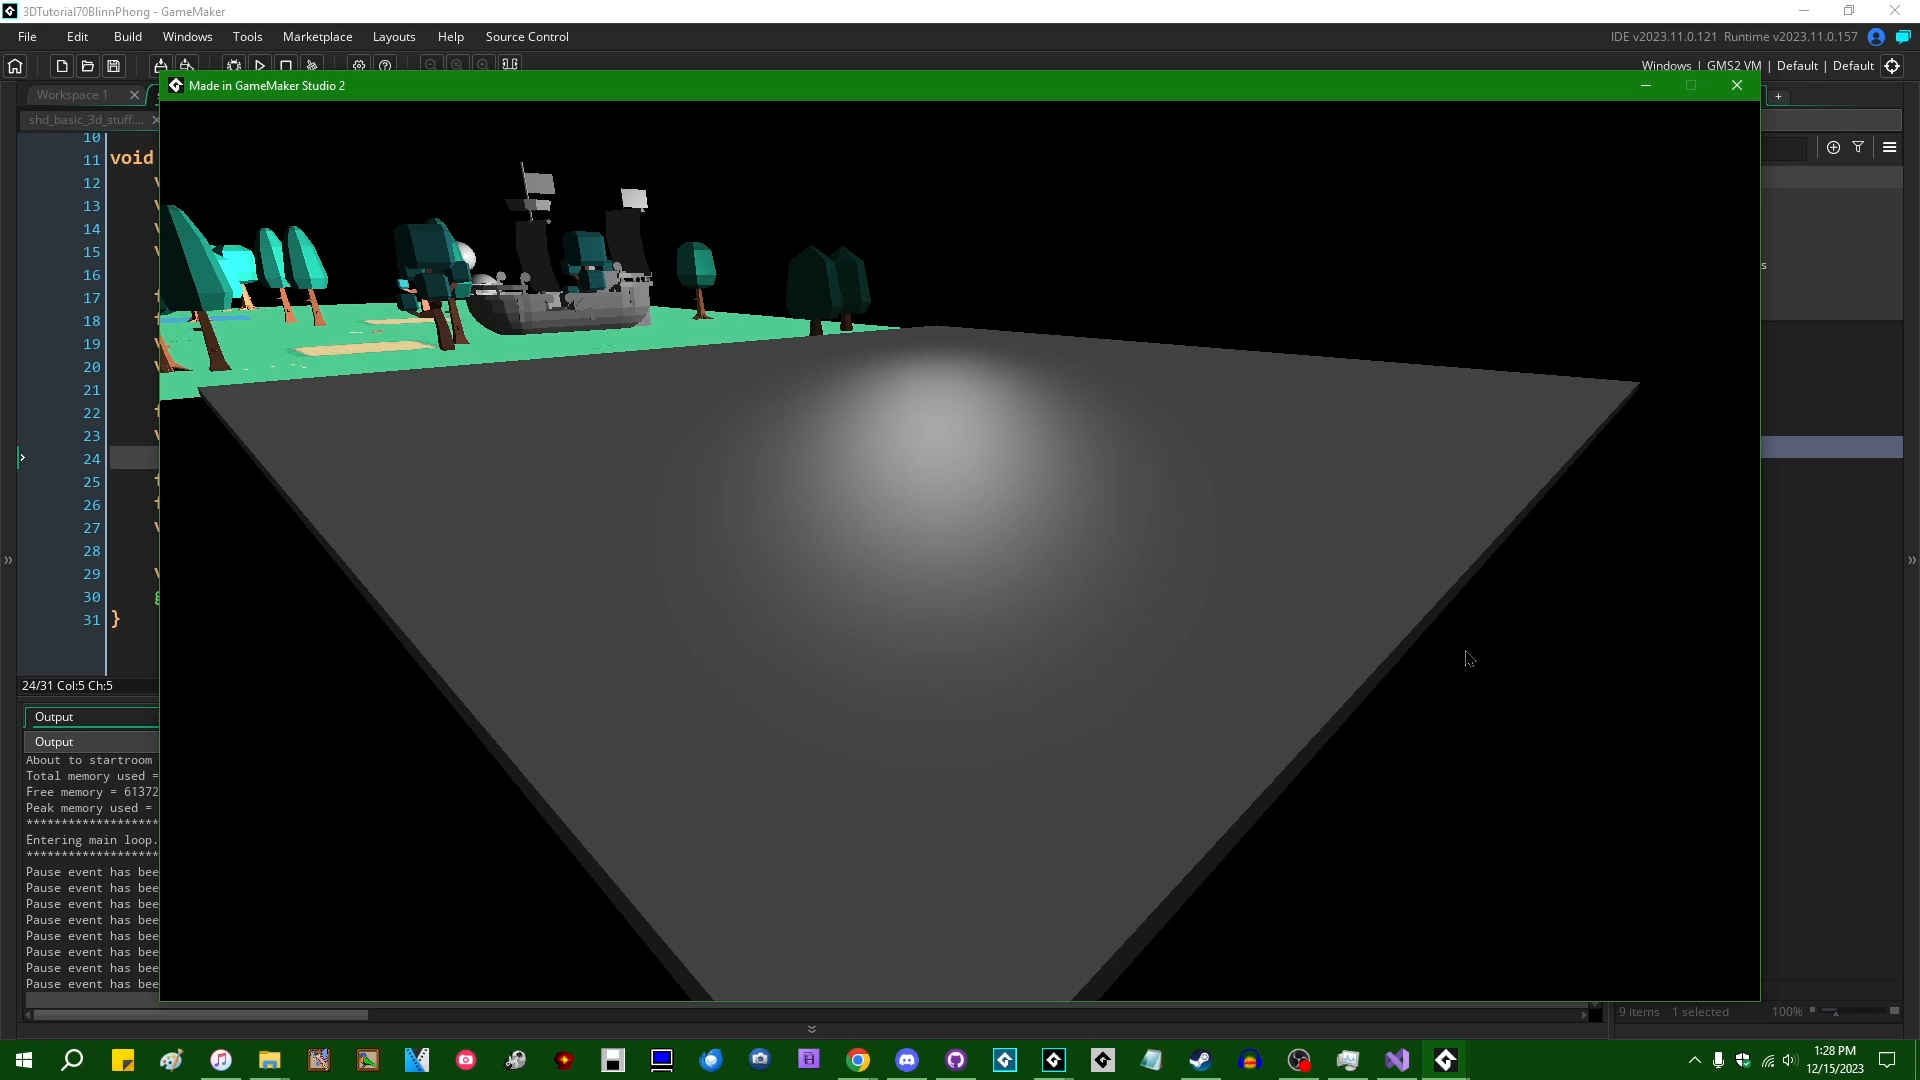 3DTutorial70BlinnPhong - GameMaker
File Edit Build Windows Tools Marketplace Layouts Help Source Control
IDE v2023.11.0.121 Runtime v2023.11.0.157
Windows | GMS2 VM | Default | Default
Workspace 1
Made in GameMaker Studio 2
shd_basic_3d_stuff....
10
11 void
12
13
14
15
16
17
18
19
20
21
22
23
24
25
26
27
28
29
30
31 }
24/31 Col:5 Ch:5
Output
Output
About to startroom
Total memory used =
Free memory = 61372
Peak memory used =
*********************
Entering main loop.
*********************
Pause event has bee
Pause event has bee
Pause event has bee
Pause event has bee
Pause event has bee
Pause event has bee
Pause event has bee
Pause event has bee
9 items 1 selected 100%
1:28 PM
12/15/2023